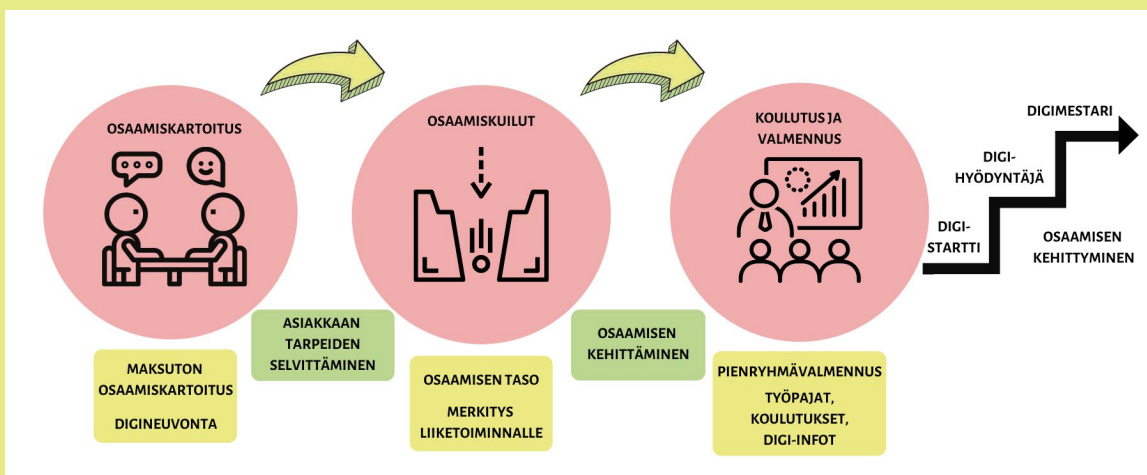 OSAAMISKARTOITUS
OSAAMISKUILUT
KOULUTUS JA
VALMENNUS
DIGIMESTARI
DIGI-
HYÖDYNTÄJÄ
DIGI-
STARTTI
OSAAMISEN
KEHITTYMINEN
ASIAKKAAN
TARPEIDEN
SELVITTÄMINEN
OSAAMISEN
KEHITTÄMINEN
MAKSUTON
OSAAMISKARTOITUS
DIGINEUVONTA
OSAAMISEN TASO
MERKITYS
LIIKETOIMINNALLE
PIENRYHMÄVALMENNUS
TYÖPAJAT,
KOULUTUKSET,
DIGI-INFOT